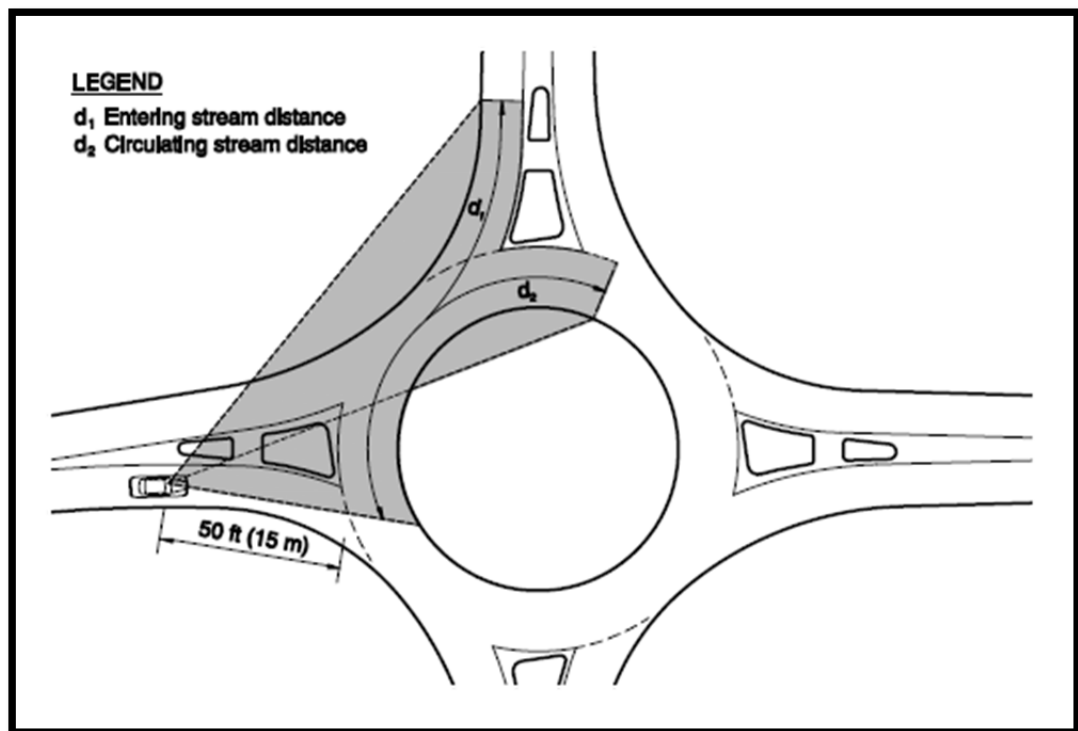 LEGEND
d₁ Entering stream distance
d₂ Circulating stream distance
d₁
d₂
50 ft (15 m)